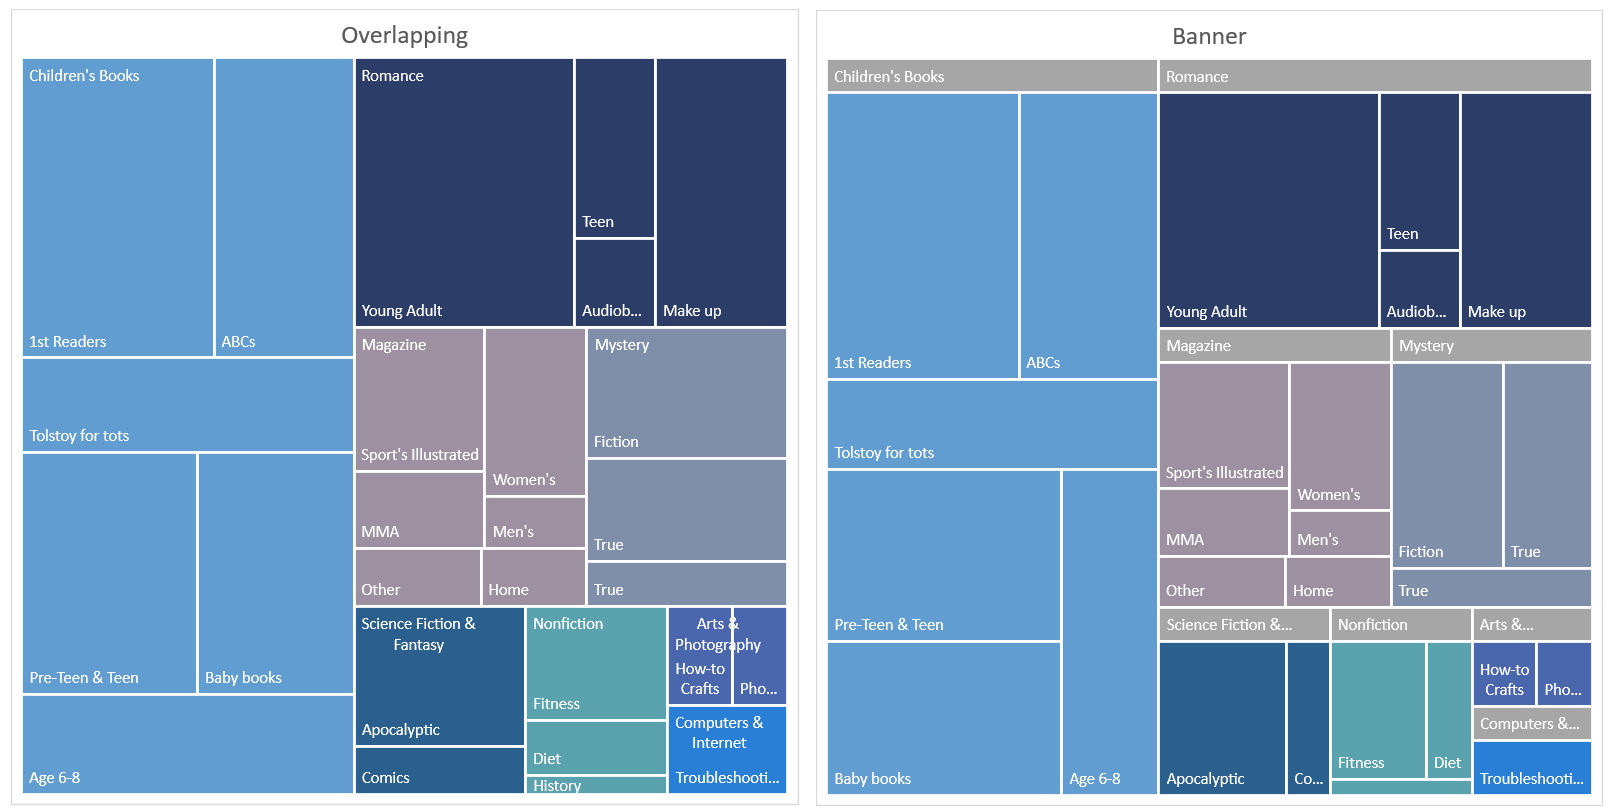 Overlapping
Children's Books
1st Readers
ABCs
Tolstoy for tots
Pre-Teen & Teen
Baby books
Age 6-8
Romance
Young Adult
Teen
Audiob...
Make up
Magazine
Sport's Illustrated
Women's
MMA
Men's
Other
Home
Mystery
Fiction
True
True
Science Fiction &
Fantasy
Apocalyptic
Comics
Nonfiction
Fitness
Diet
History
Arts &
Photography
How-to
Crafts
Pho...
Computers &
Internet
Troubleshooti...
Banner
Children's Books
1st Readers
ABCs
Tolstoy for tots
Pre-Teen & Teen
Baby books
Age 6-8
Romance
Young Adult
Teen
Audiob...
Make up
Magazine
Sport's Illustrated
Women's
MMA
Men's
Other
Home
Mystery
Fiction
True
True
Science Fiction &...
Apocalyptic
Co...
Nonfiction
Fitness
Diet
Arts &...
How-to
Crafts
Pho...
Computers &...
Troubleshooti...